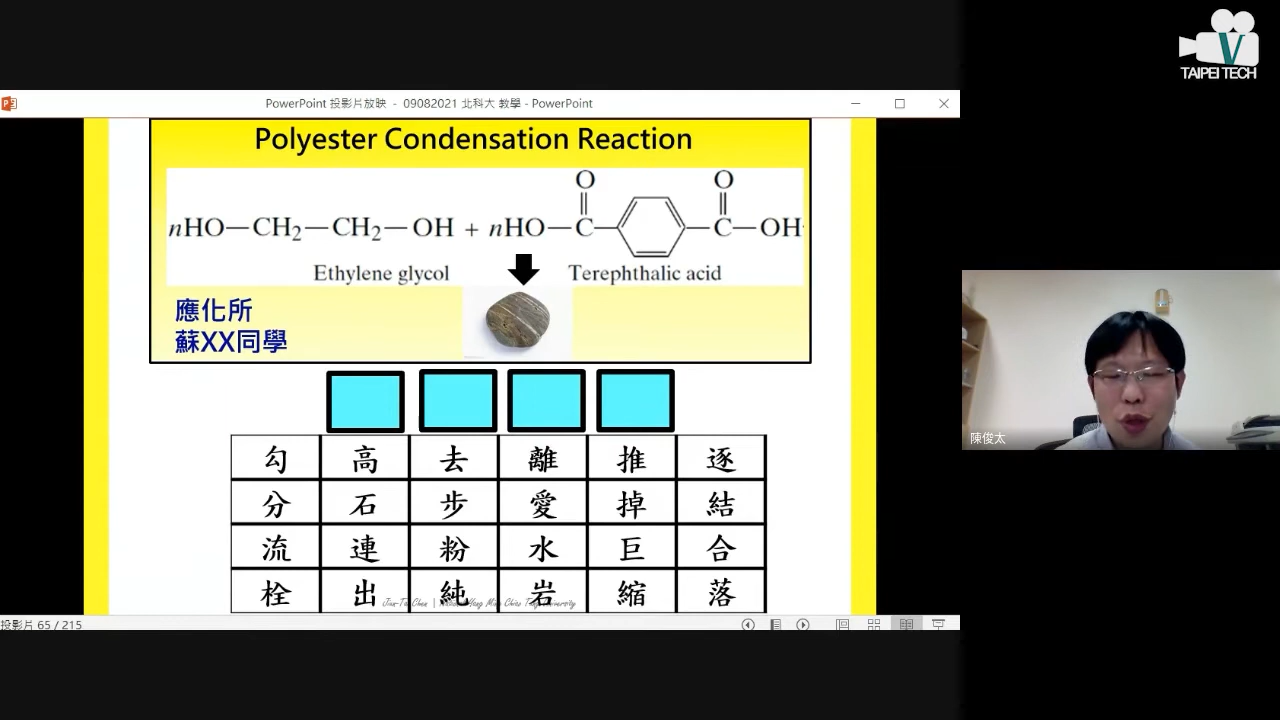 TAIPEI TECH
PowerPoint 投影片放映 - 09082021 北科大 教學 - PowerPoint
Polyester Condensation Reaction
O O
nHO—CH2—CH2—OH + nHO—C— —C—OH
Ethylene glycol Terephthalic acid
應化所
蘇XX同學
勾 高 去 離 推 逐
分 石 步 愛 掉 結
流 連 粉 水 巨 合
栓 出 純 岩 縮 落
投影片 65 / 215
陳俊太